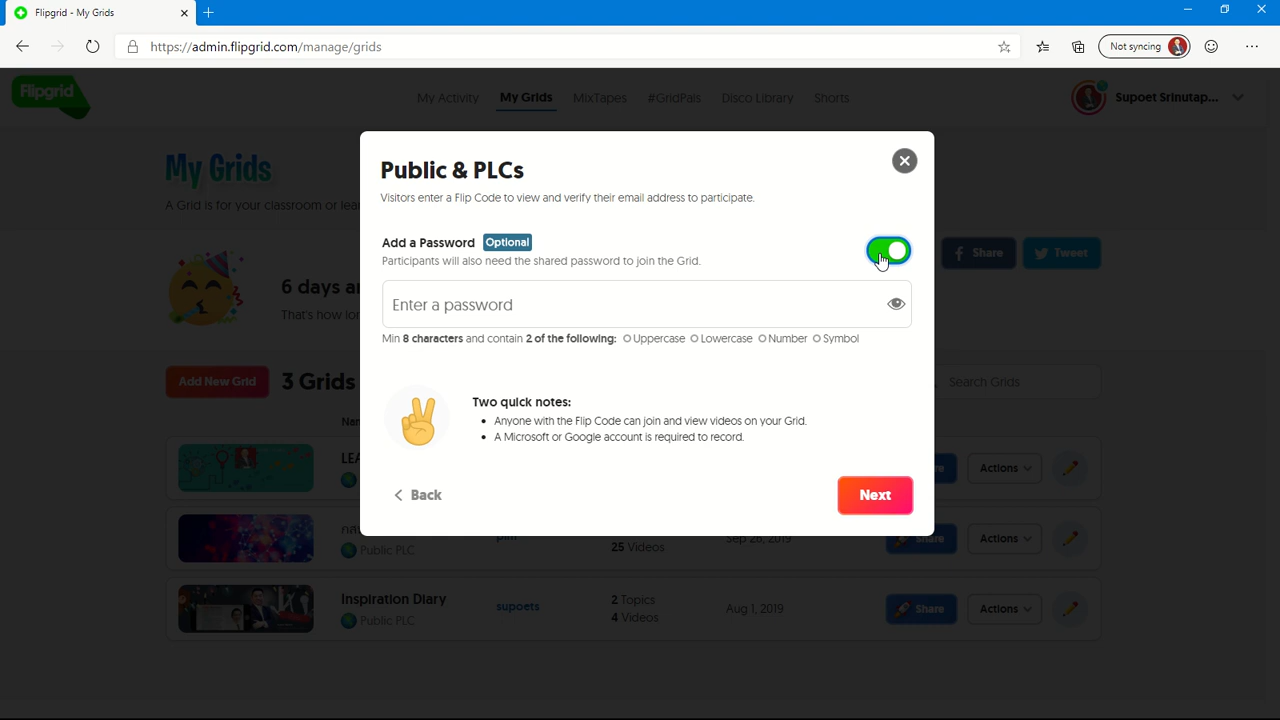 Flipgrid - My Grids
https://admin.flipgrid.com/manage/grids
Not syncing
Flipgrid
My Activity
My Grids
MixTapes
#GridPals
Disco Library
Shorts
Supoet Srinutap...
My Grids
A Grid is for your classroom or lea
Public & PLCs
Visitors enter a Flip Code to view and verify their email address to participate.
Add a Password Optional
Participants will also need the shared password to join the Grid.
Enter a password
Min 8 characters and contain 2 of the following: Uppercase Lowercase Number Symbol
Two quick notes:
Anyone with the Flip Code can join and view videos on your Grid.
A Microsoft or Google account is required to record.
Back
Next
6 days an
That's how lo
Share
Tweet
Add New Grid
3 Grids
Search Grids
LEA
Actions
Public PLC
25 Videos
Sep 28, 2019
Share
Actions
Inspiration Diary
Public PLC
supoets
2 Topics
4 Videos
Aug 1, 2019
Share
Actions